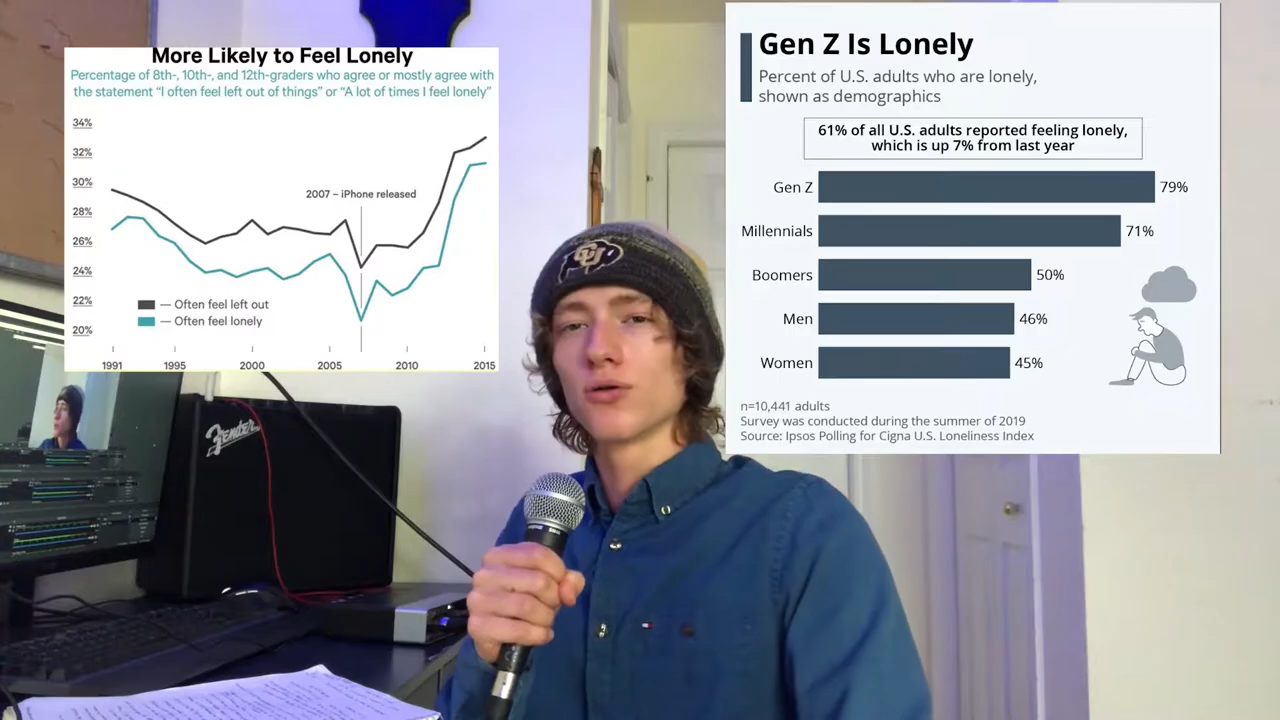 More Likely to Feel Lonely
Percentage of 8th-, 10th-, and 12th-graders who agree or mostly agree with
the statement “I often feel left out of things” or “A lot of times I feel lonely”
34%
32%
30%
28%
26%
24%
22%
20%
2007 – iPhone released
— Often feel left out
— Often feel lonely
1991 1995 2000 2005 2010 2015
Gen Z Is Lonely
Percent of U.S. adults who are lonely,
shown as demographics
61% of all U.S. adults reported feeling lonely,
which is up 7% from last year
Gen Z 79%
Millennials 71%
Boomers 50%
Men 46%
Women 45%
n=10,441 adults
Survey was conducted during the summer of 2019
Source: Ipsos Polling for Cigna U.S. Loneliness Index
Fender
CU